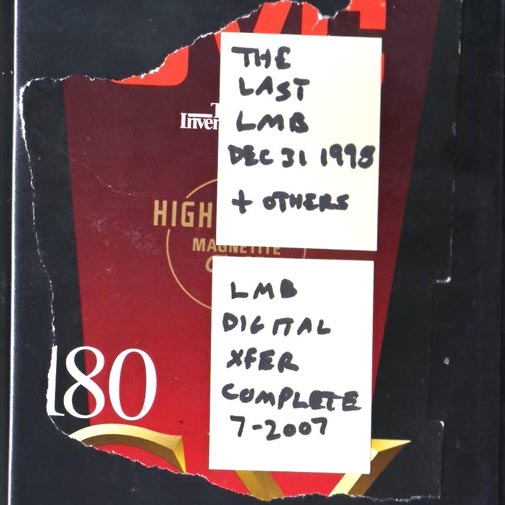 THE
LAST
LMB
DEC 31 1998
+ OTHERS
HIGH
MAGNETITE
LMB
DIGITAL
XFER
COMPLETE
7-2007
180